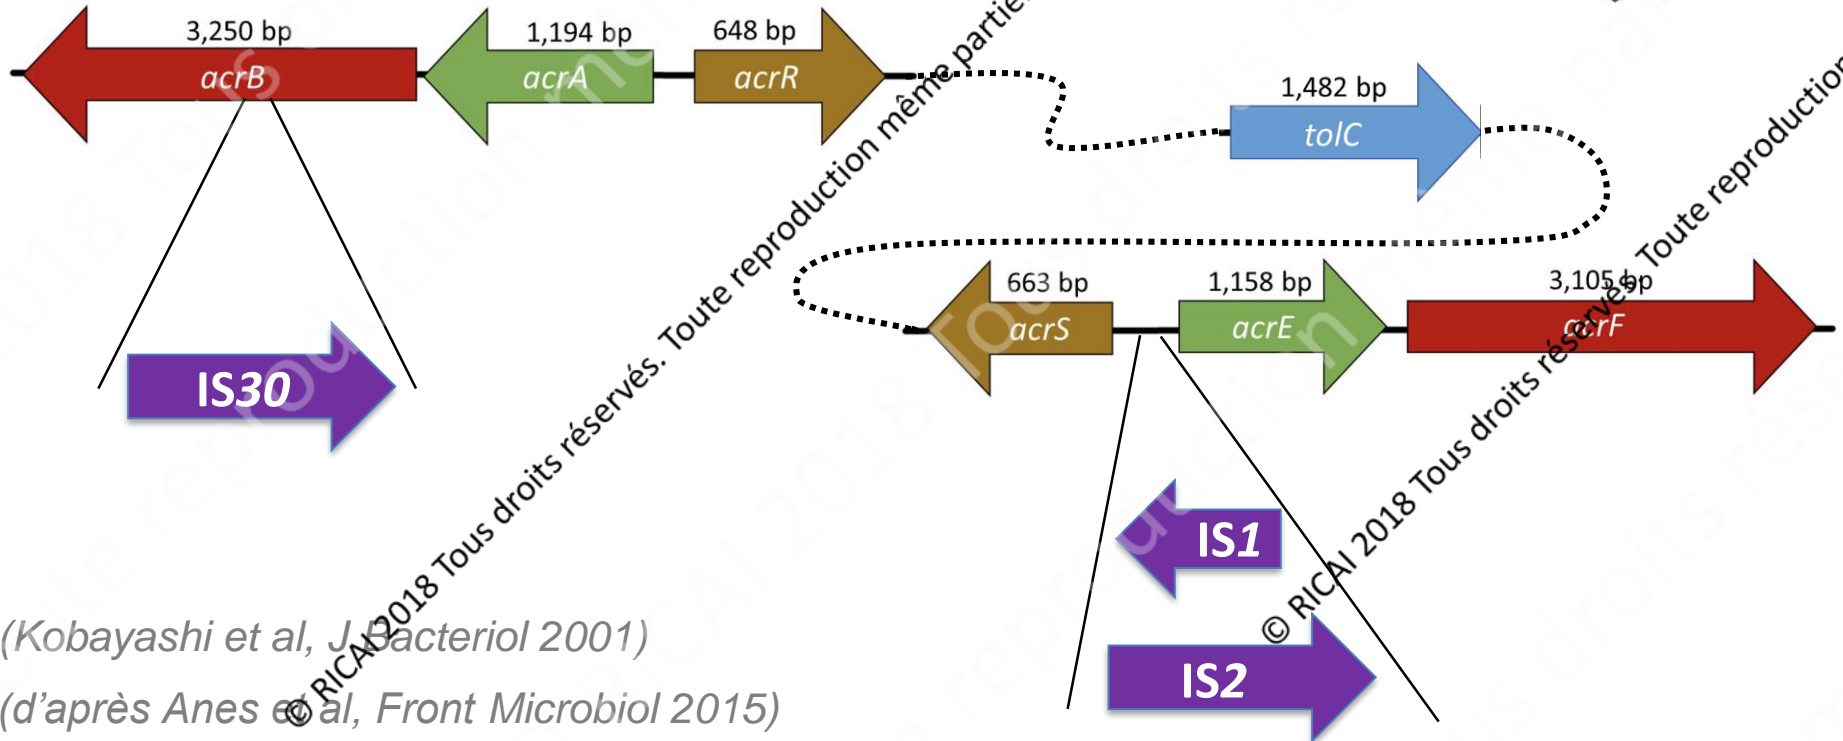 3,250 bp
acrB
1,194 bp
acrA
648 bp
acrR
1,482 bp
tolC
663 bp
acrS
1,158 bp
acrE
3,105 bp
acrF
IS30
IS1
IS2
(Kobayashi et al, J Bacteriol 2001)
(d'après Anes et al, Front Microbiol 2015)
© RICAI 2018 Tous droits réservés. Toute reproduction même partie
© RICAI 2018 Tous droits réservés. Toute reproduction